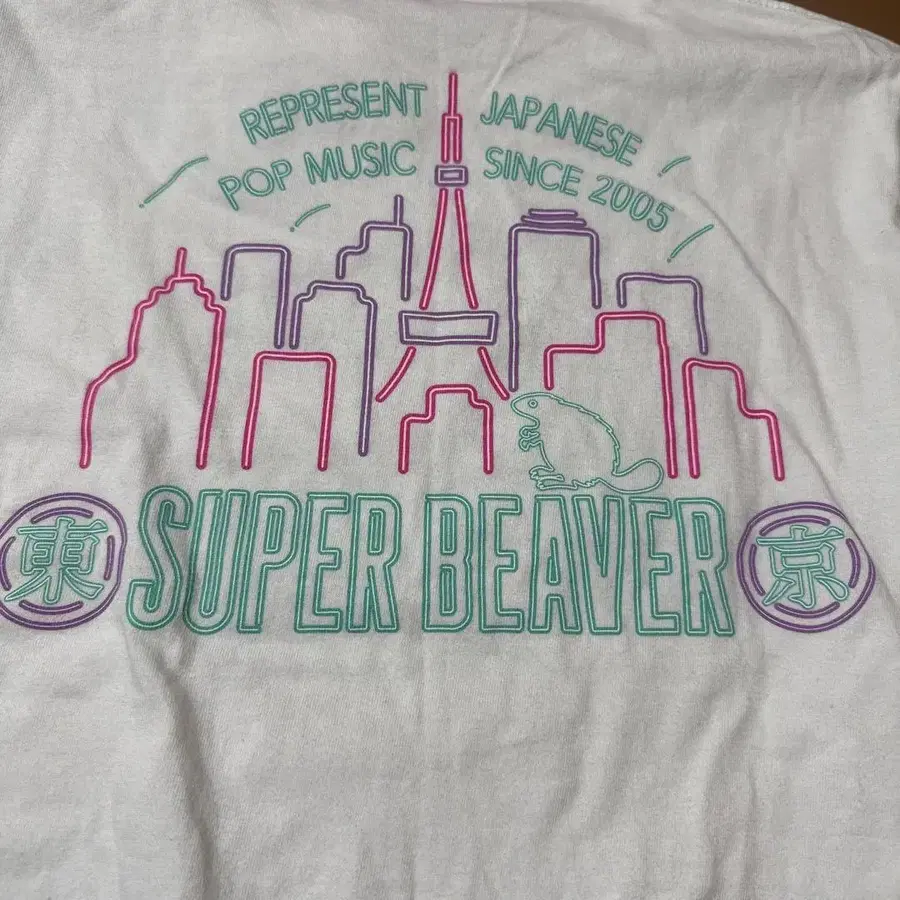 REPRESENT JAPANESE
POP MUSIC SINCE 2005
東 SUPER BEAVER 京